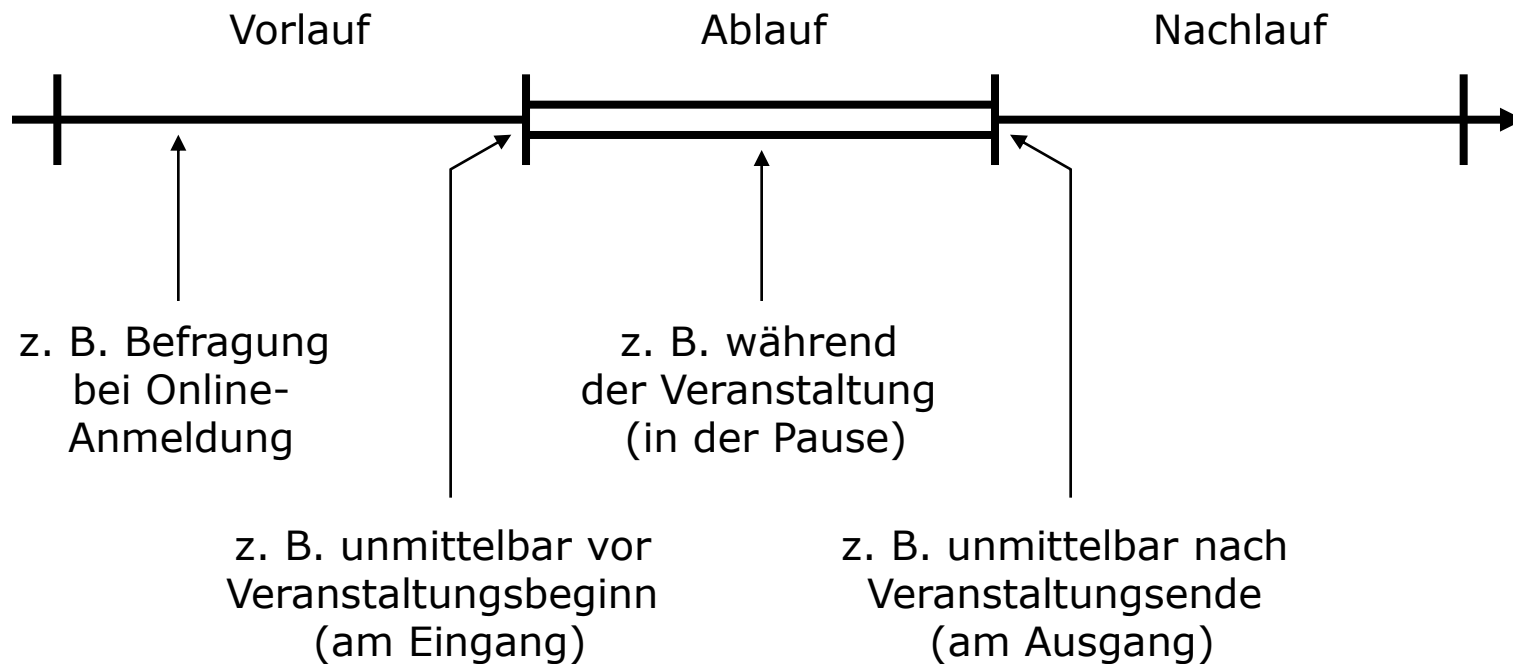 Vorlauf
Ablauf
Nachlauf
z. B. Befragung
bei Online-
Anmeldung
z. B. während
der Veranstaltung
(in der Pause)
z. B. unmittelbar vor
Veranstaltungsbeginn
(am Eingang)
z. B. unmittelbar nach
Veranstaltungsende
(am Ausgang)